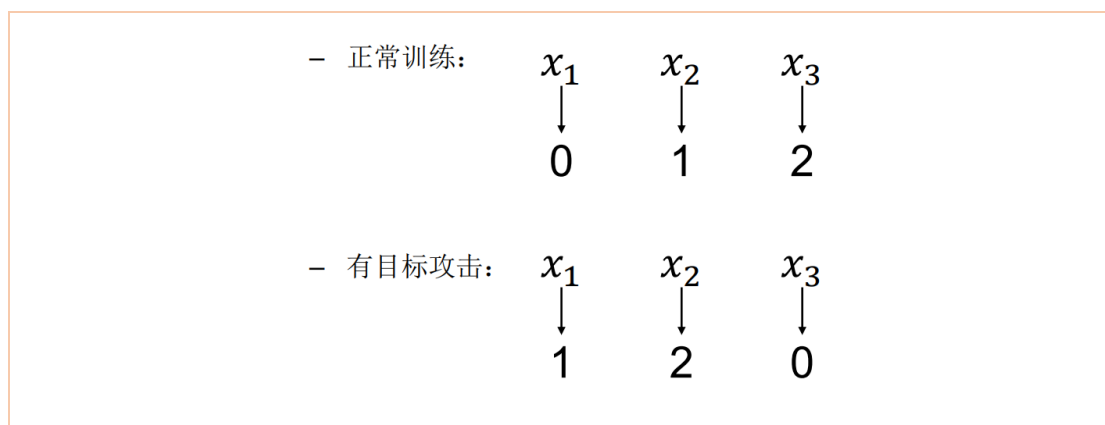 – 正常训练： x₁ x₂ x₃
0 1 2
– 有目标攻击： x₁ x₂ x₃
1 2 0